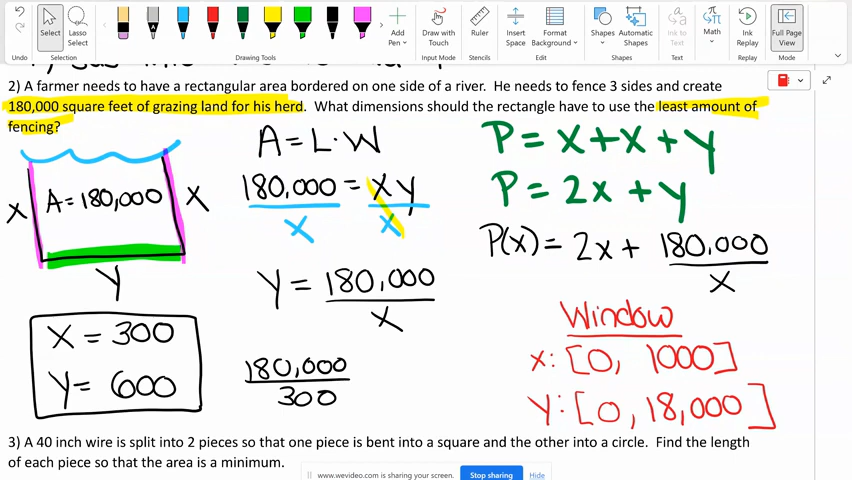 Undo
Select
Lasso
Select
Selection
Drawing Tools
Add
Pen
Draw with
Touch
Input Mode
Ruler
Stencils
Insert
Space
Format
Background
Edit
Shapes
Automatic
Shapes
Shapes
Ink to
Text
Text
Math
Math
Ink
Replay
Replay
Full Page
View
Mode
2) A farmer needs to have a rectangular area bordered on one side of a river. He needs to fence 3 sides and create
180,000 square feet of grazing land for his herd. What dimensions should the rectangle have to use the least amount of
fencing?
A = L·W
P = X + X + Y
X A = 180,000 X
180,000 = X Y
X X
P = 2X + Y
P(X) = 2X + 180,000
X
Y
Y = 180,000
X
X = 300
Y = 600
180,000
300
Window
X: [0, 1000]
Y: [0, 18,000]
3) A 40 inch wire is split into 2 pieces so that one piece is bent into a square and the other into a circle. Find the length
of each piece so that the area is a minimum.
www.wevideo.com is sharing your screen. Stop sharing Hide